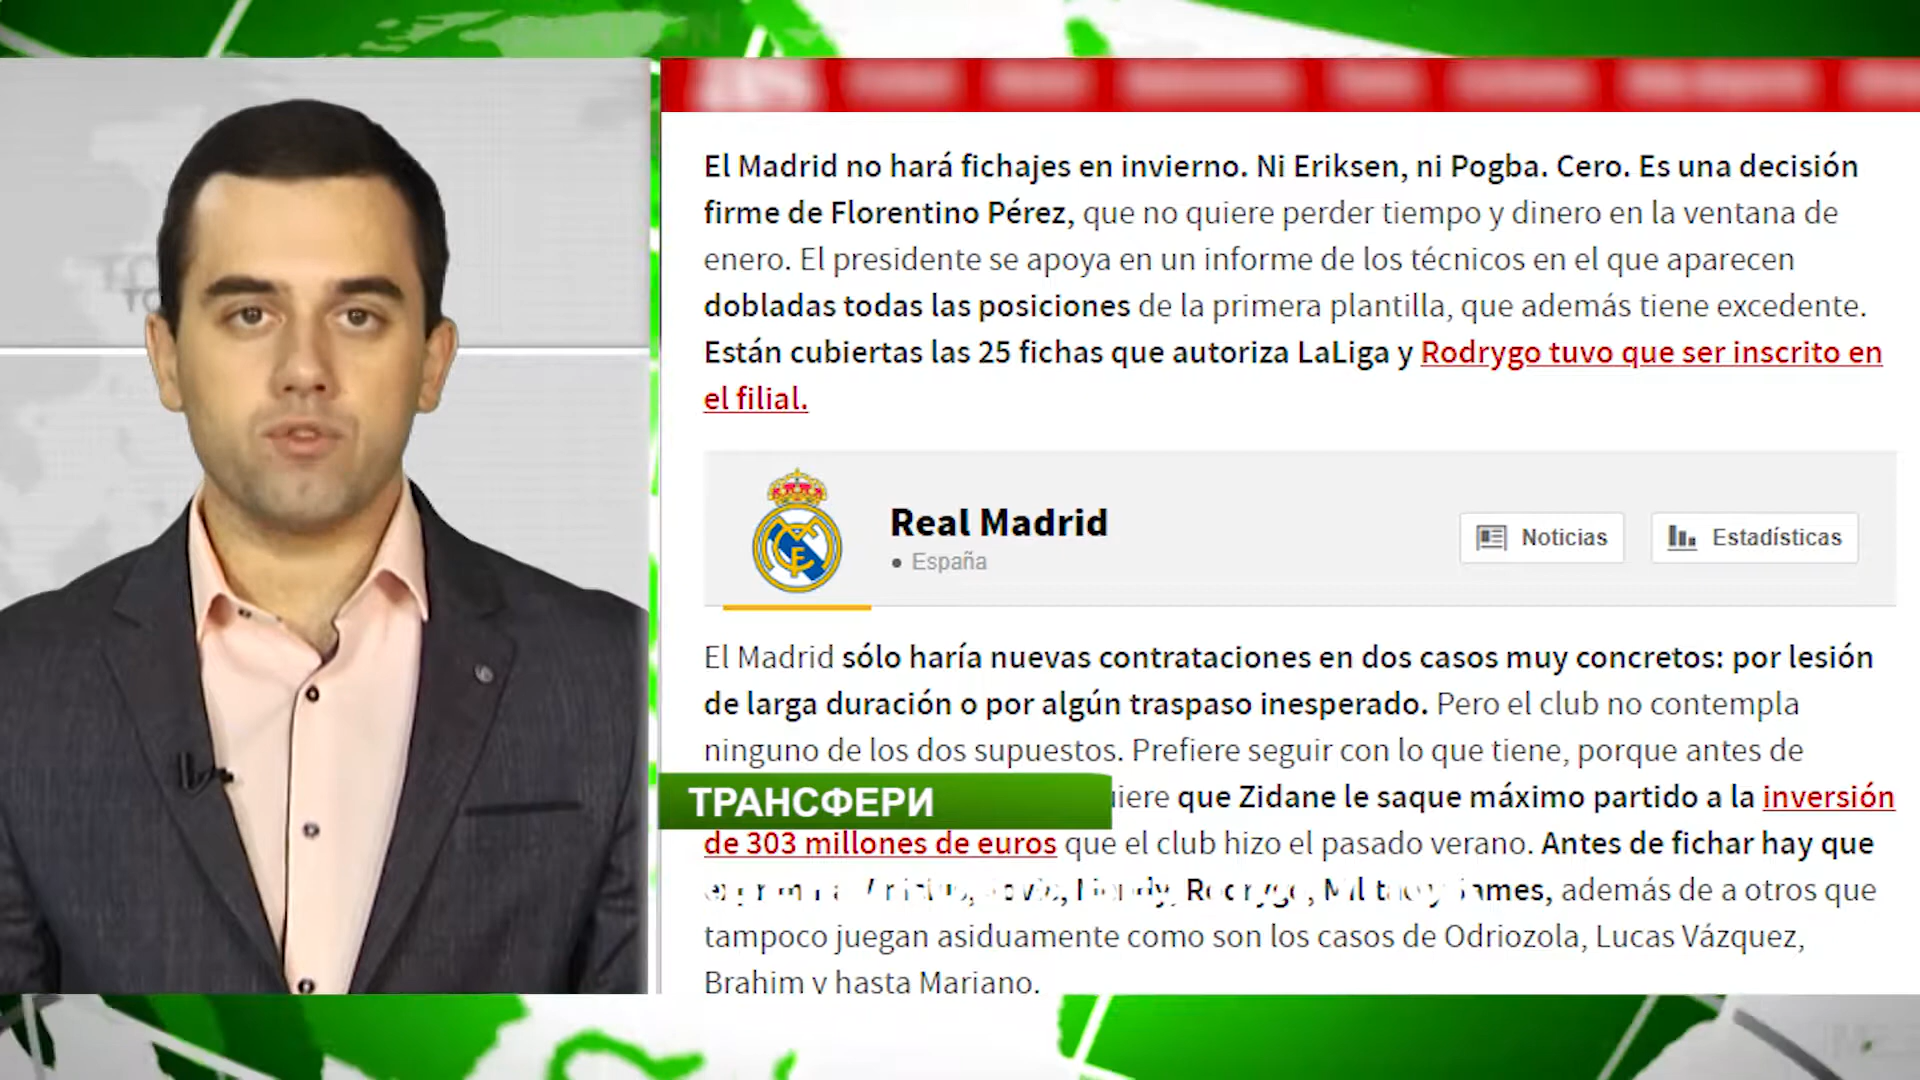 El Madrid no hará fichajes en invierno. Ni Eriksen, ni Pogba. Cero. Es una decisión
firme de Florentino Pérez, que no quiere perder tiempo y dinero en la ventana de
enero. El presidente se apoya en un informe de los técnicos en el que aparecen
dobladas todas las posiciones de la primera plantilla, que además tiene excedente.
Están cubiertas las 25 fichas que autoriza LaLiga y Rodrygo tuvo que ser inscrito en
el filial.
Real Madrid
• España
Noticias
Estadísticas
El Madrid sólo haría nuevas contrataciones en dos casos muy concretos: por lesión
de larga duración o por algún traspaso inesperado. Pero el club no contempla
ninguno de los dos supuestos. Prefiere seguir con lo que tiene, porque antes de
ТРАНСФЕРИ
que Zidane le saque máximo partido a la inversión
de 303 millones de euros que el club hizo el pasado verano. Antes de fichar hay que
Rodrygo, además de a otros que
tampoco juegan asiduamente como son los casos de Odriozola, Lucas Vázquez,
Brahim y hasta Mariano.